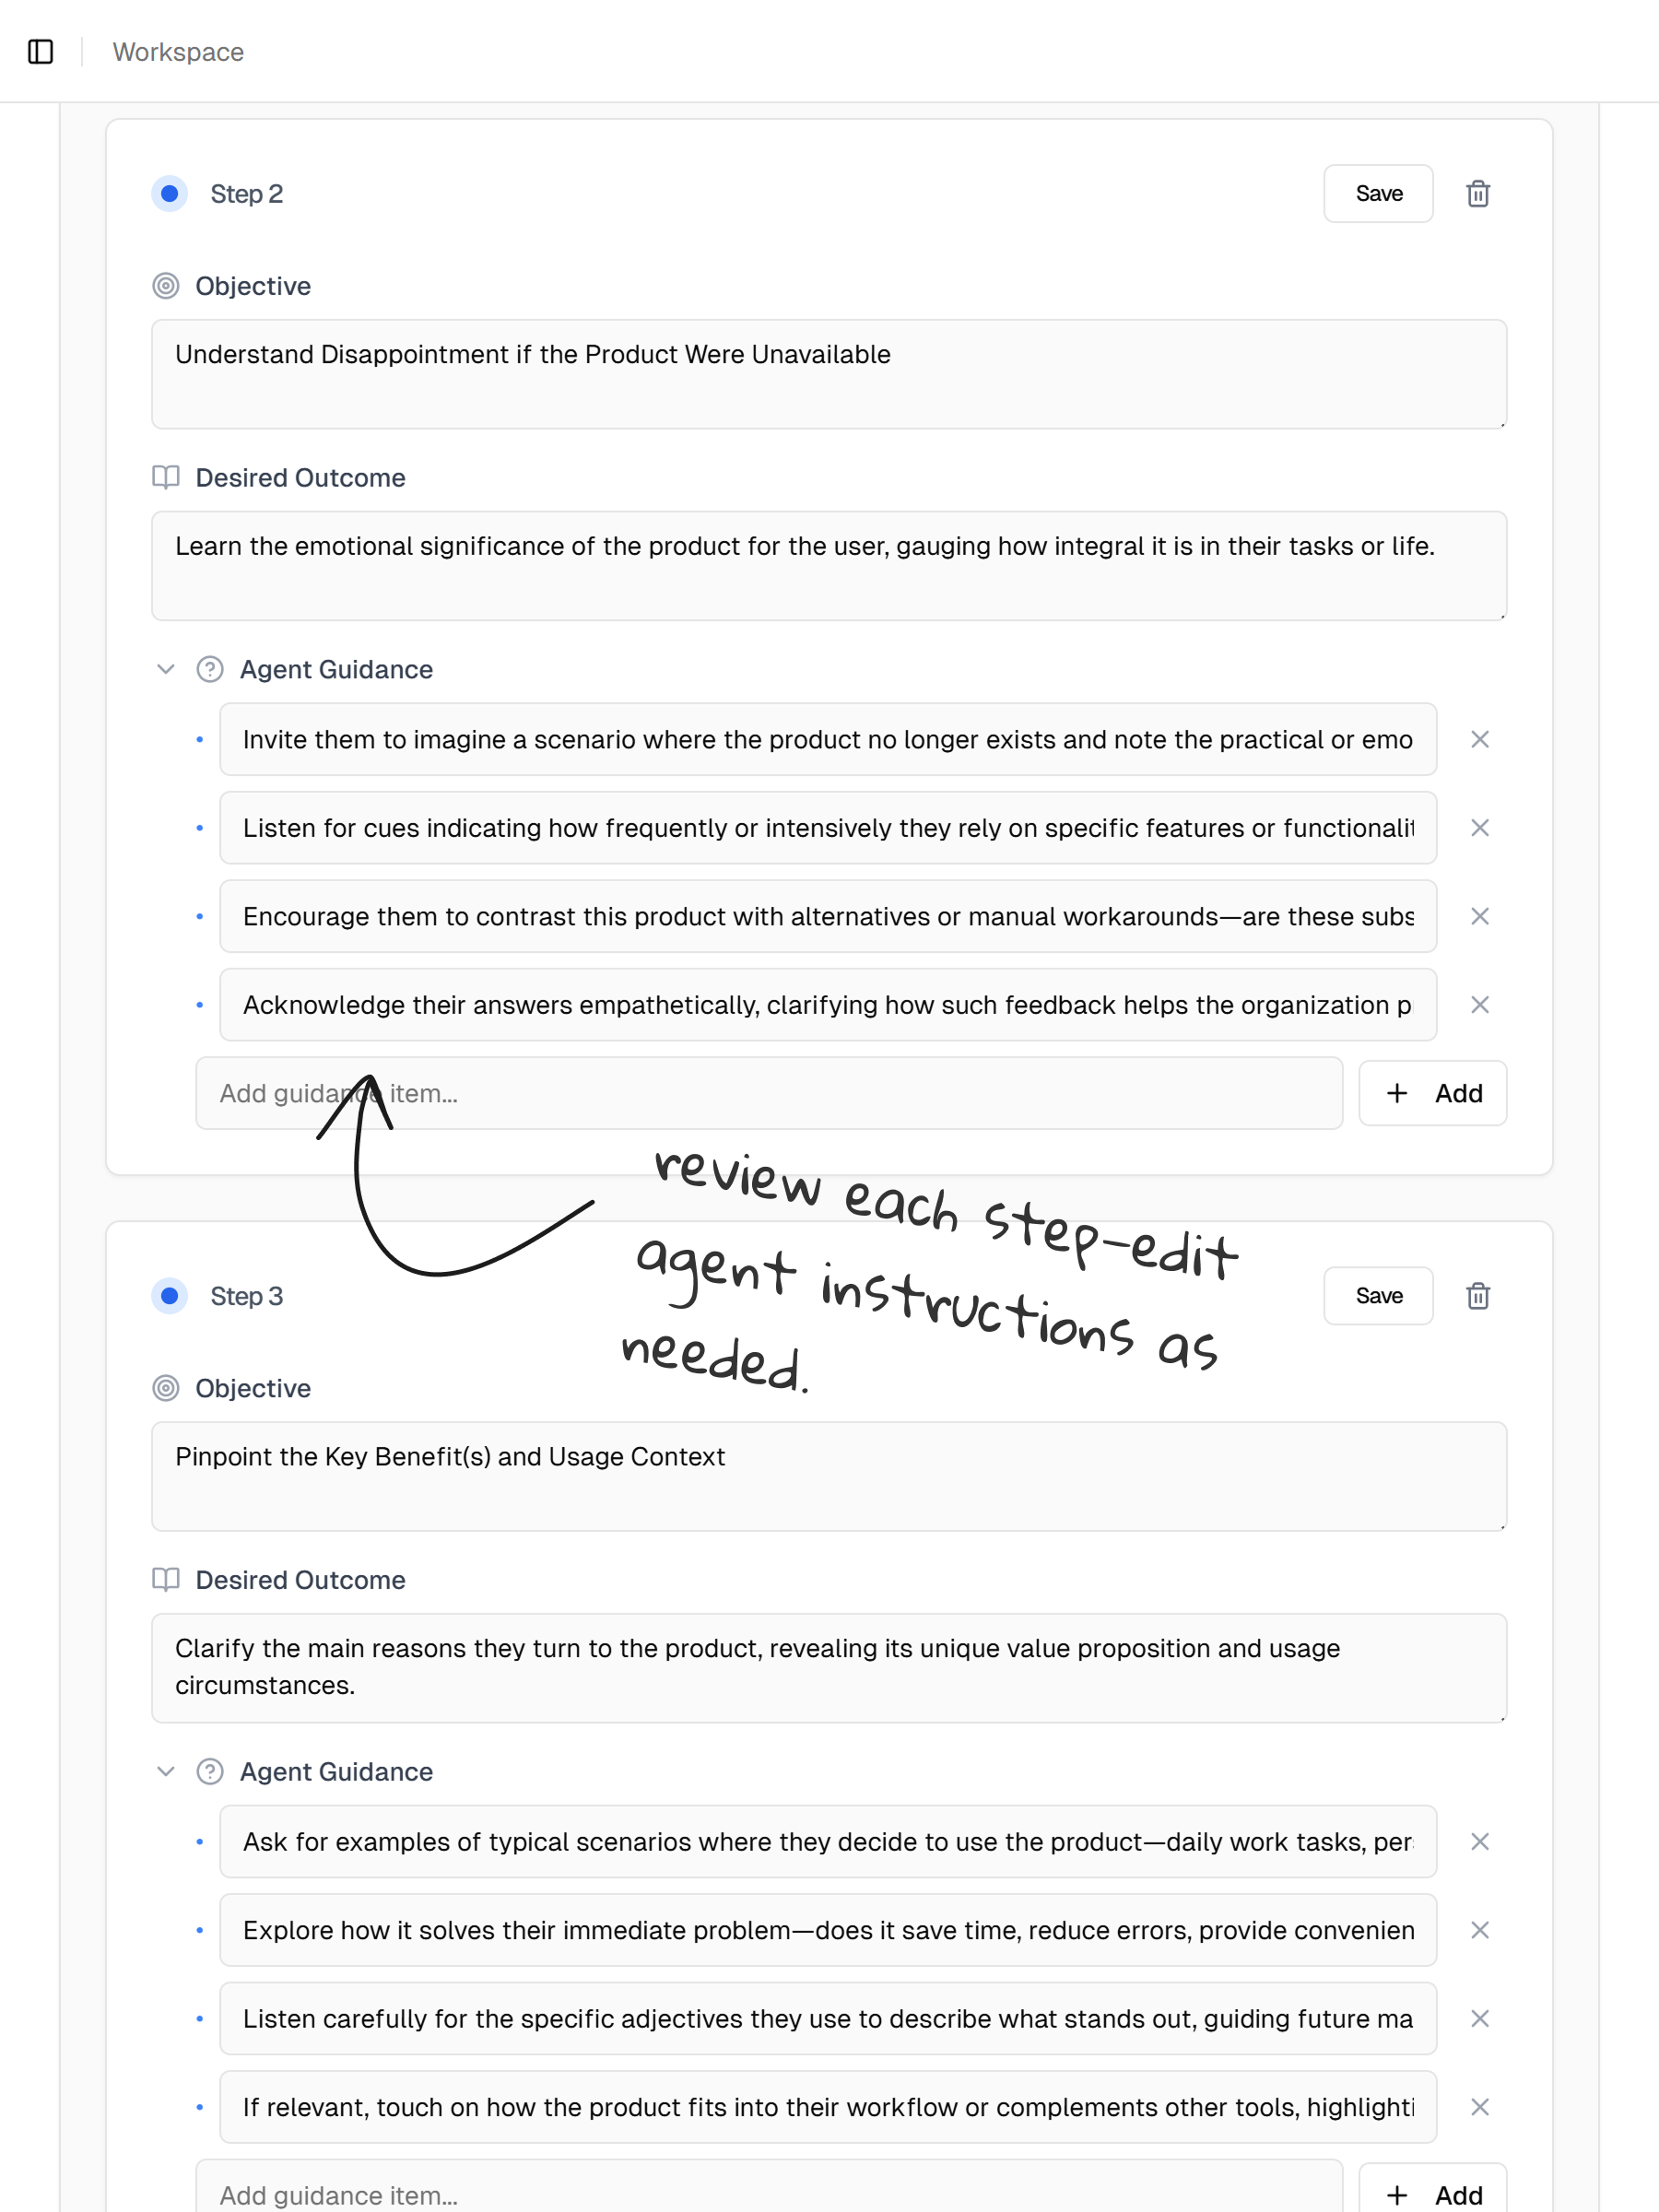 Workspace
Step 2
Save
Objective
Understand Disappointment if the Product Were Unavailable
Desired Outcome
Learn the emotional significance of the product for the user, gauging how integral it is in their tasks or life.
Agent Guidance
Invite them to imagine a scenario where the product no longer exists and note the practical or emo
Listen for cues indicating how frequently or intensively they rely on specific features or functionalit
Encourage them to contrast this product with alternatives or manual workarounds—are these subs
Acknowledge their answers empathetically, clarifying how such feedback helps the organization p
Add guidance item...
Add
review each step-edit
agent instructions as
needed.
Step 3
Save
Objective
Pinpoint the Key Benefit(s) and Usage Context
Desired Outcome
Clarify the main reasons they turn to the product, revealing its unique value proposition and usage
circumstances.
Agent Guidance
Ask for examples of typical scenarios where they decide to use the product—daily work tasks, per
Explore how it solves their immediate problem—does it save time, reduce errors, provide convenien
Listen carefully for the specific adjectives they use to describe what stands out, guiding future ma
If relevant, touch on how the product fits into their workflow or complements other tools, highlighti
Add guidance item...
Add